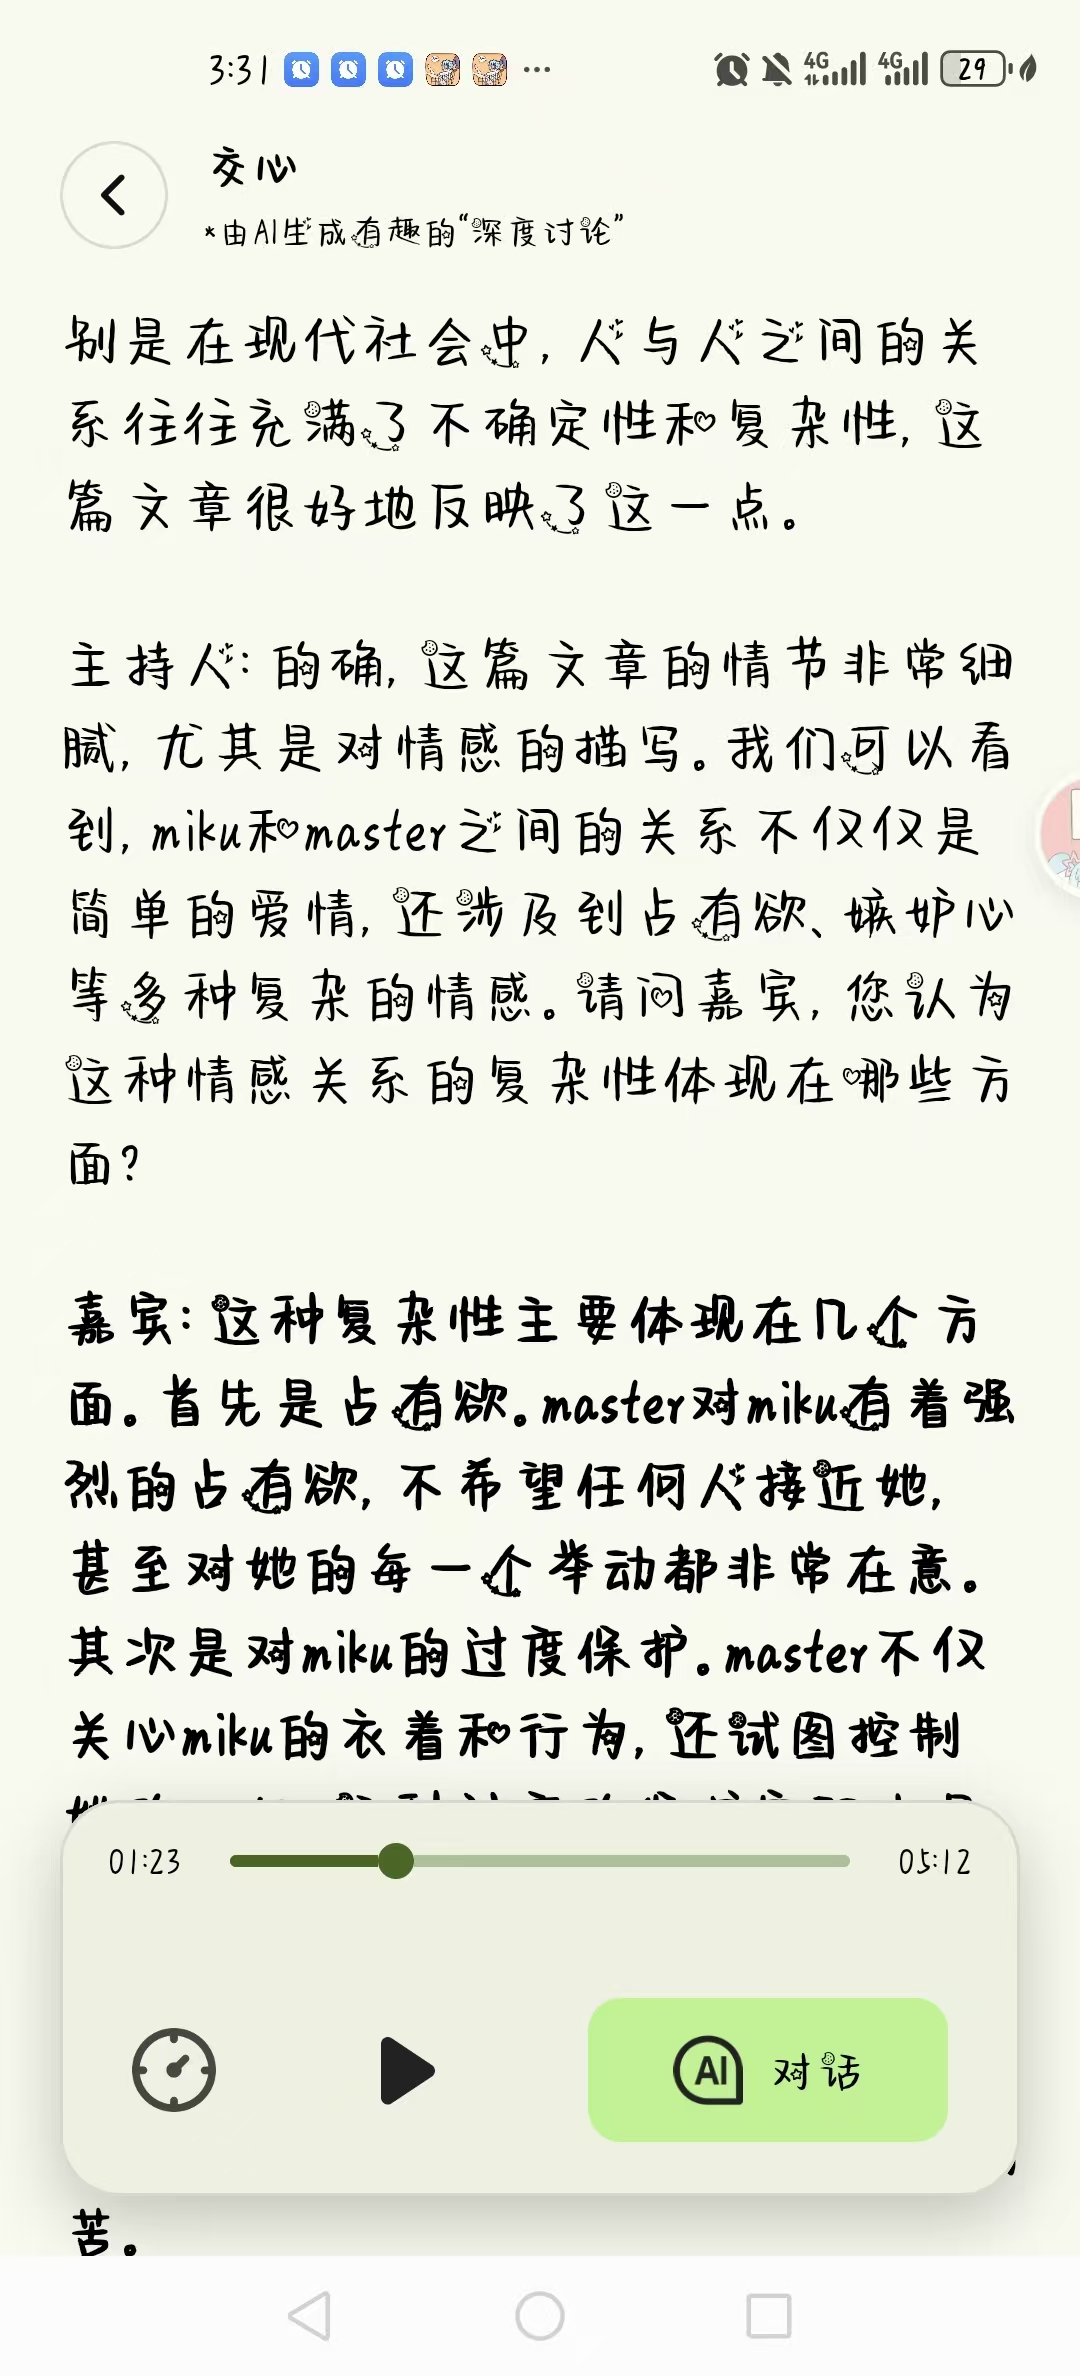 3:31
4G
4G
29
交心
*由AI生成有趣的“深度讨论”
别是在现代社会中,人与人之间的关
系往往充满了不确定性和复杂性,这
篇文章很好地反映了这一点。
主持人:的确,这篇文章的情节非常细
腻,尤其是对情感的描写。我们可以看
到,miku和master之间的关系不仅仅是
简单的爱情,还涉及到占有欲、嫉妒心
等多种复杂的情感。请问嘉宾,您认为
这种情感关系的复杂性体现在哪些方
面?
嘉宾:这种复杂性主要体现在几个方
面。首先是占有欲。master对miku有着强
烈的占有欲,不希望任何人接近她,
甚至对她的每一个举动都非常在意。
其次是对miku的过度保护。master不仅
关心miku的衣着和行为,还试图控制
01:23
05:12
AI 对话
苦。